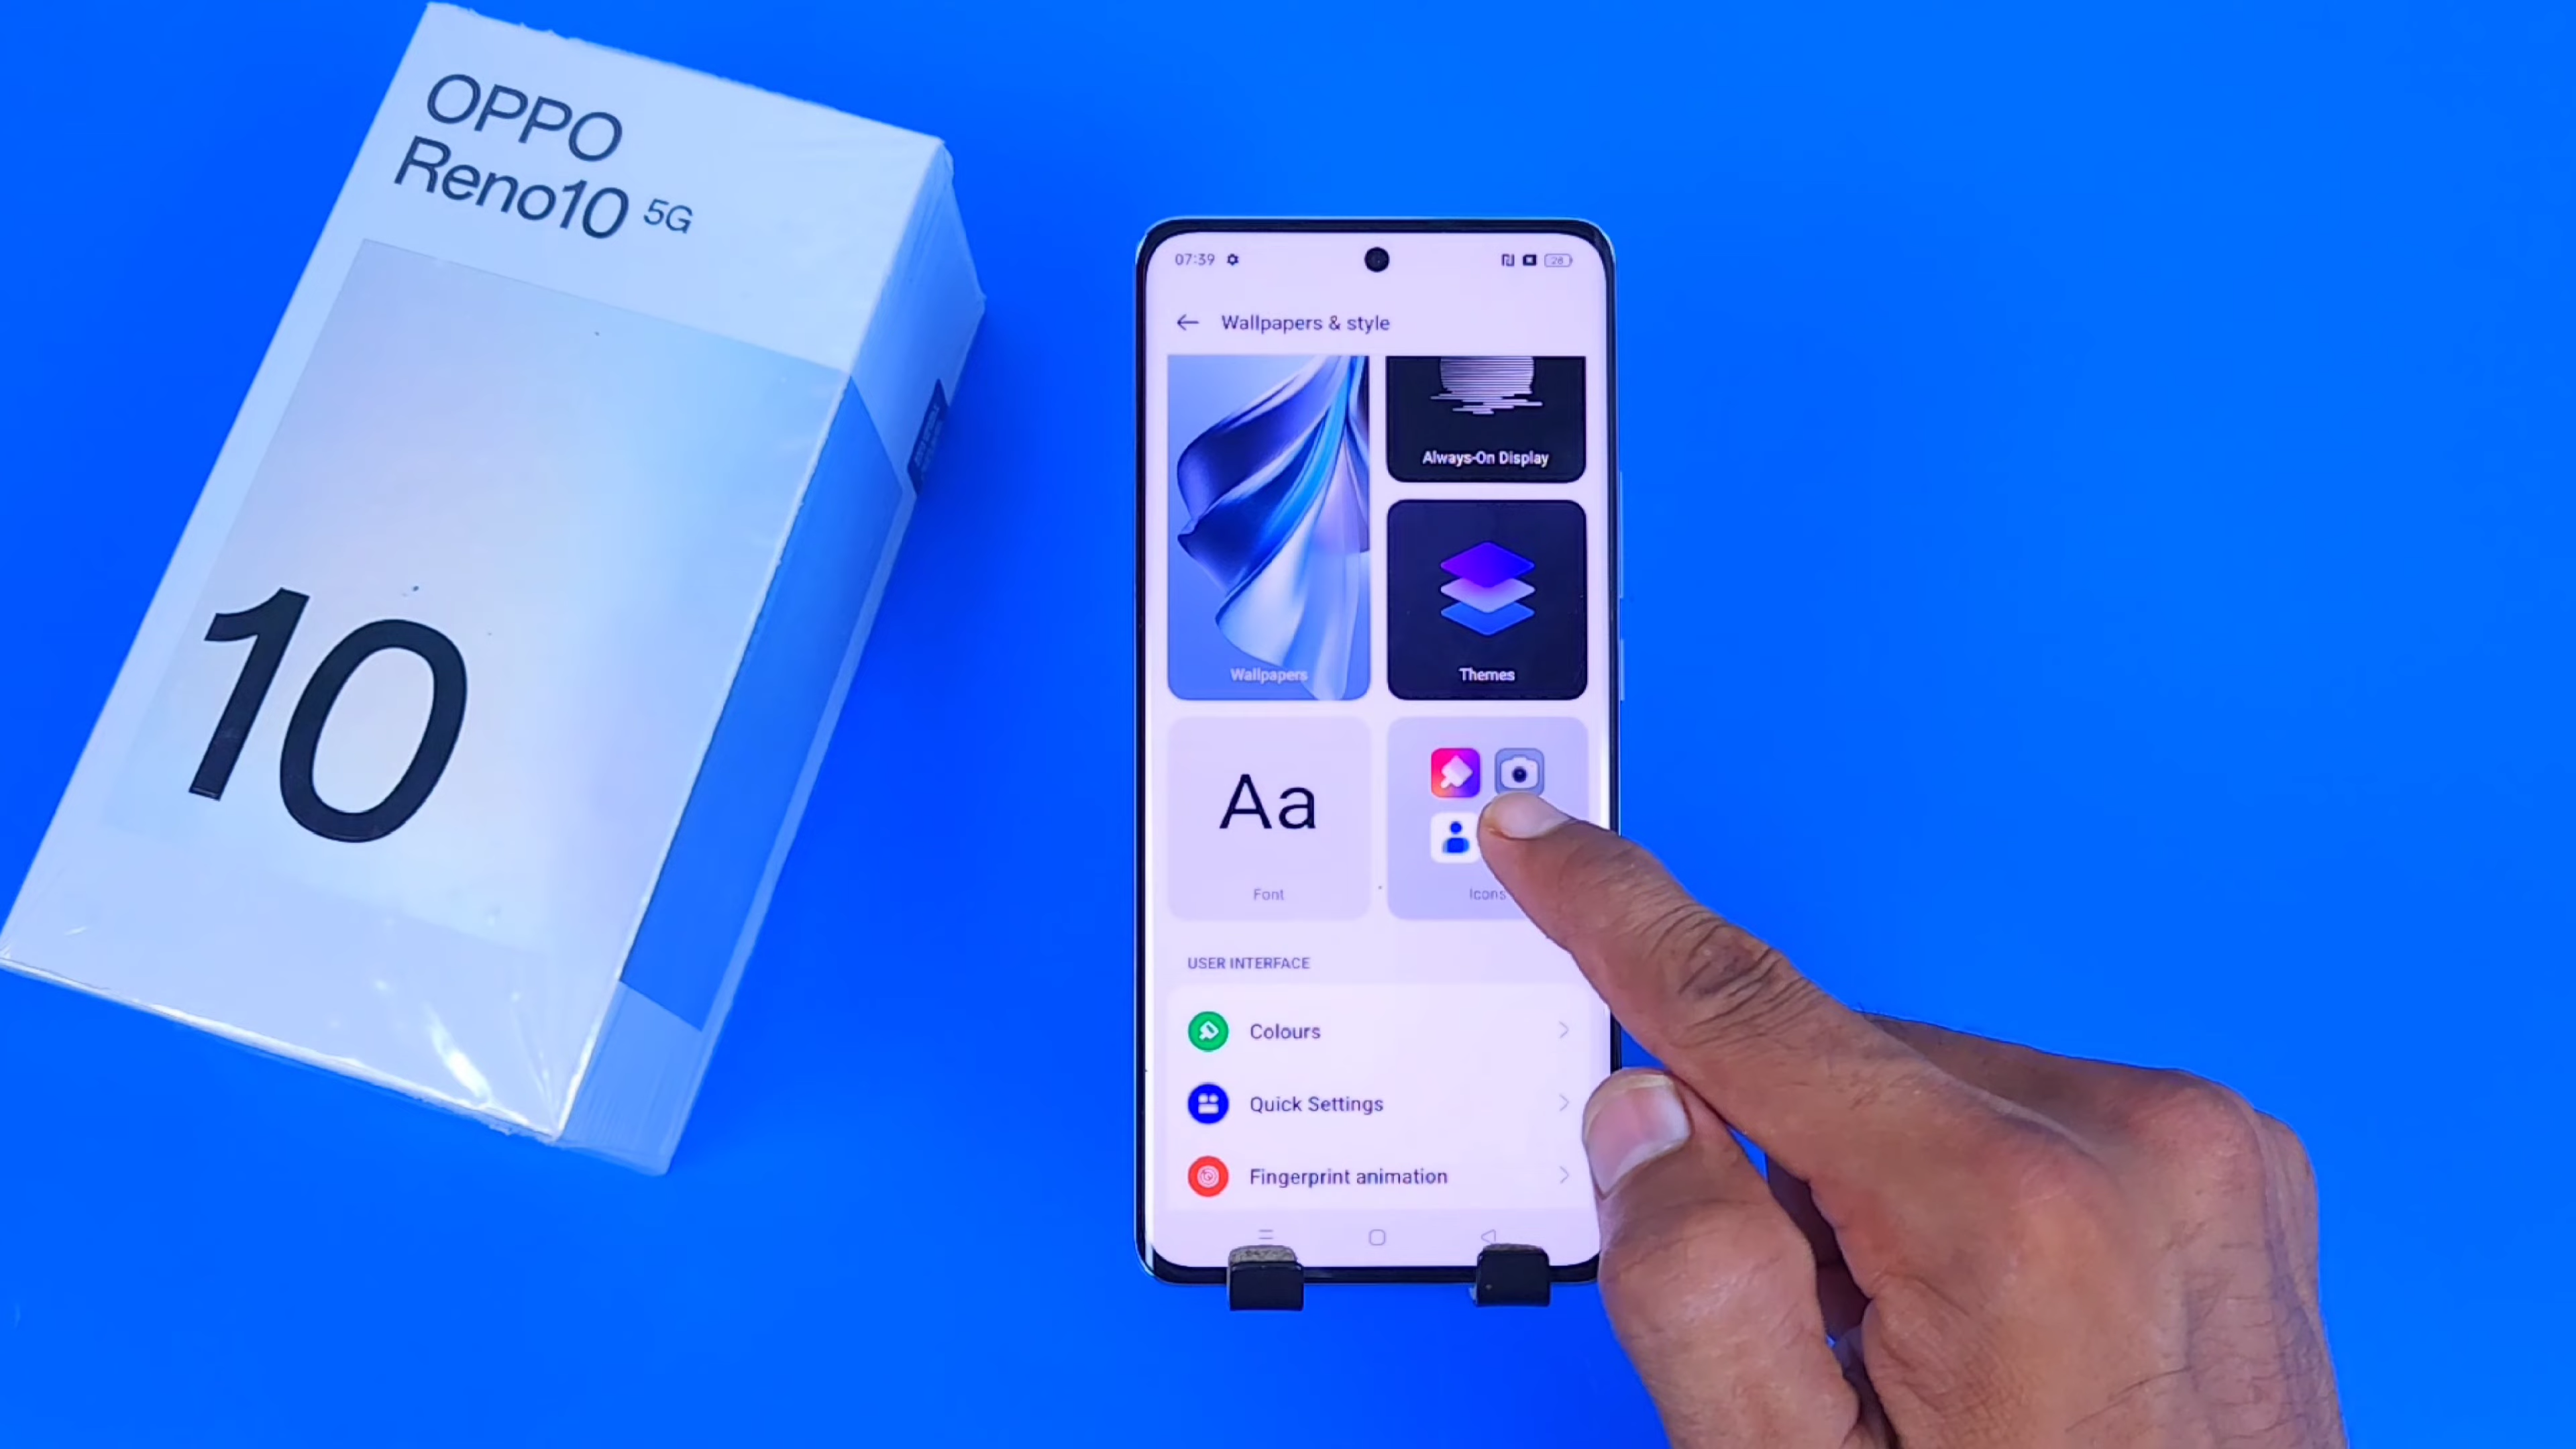 OPPO
Reno10 5G
10
07:39
28
Wallpapers & style
Always-On Display
Wallpapers
Themes
Aa
Font
Icons
USER INTERFACE
Colours
Quick Settings
Fingerprint animation